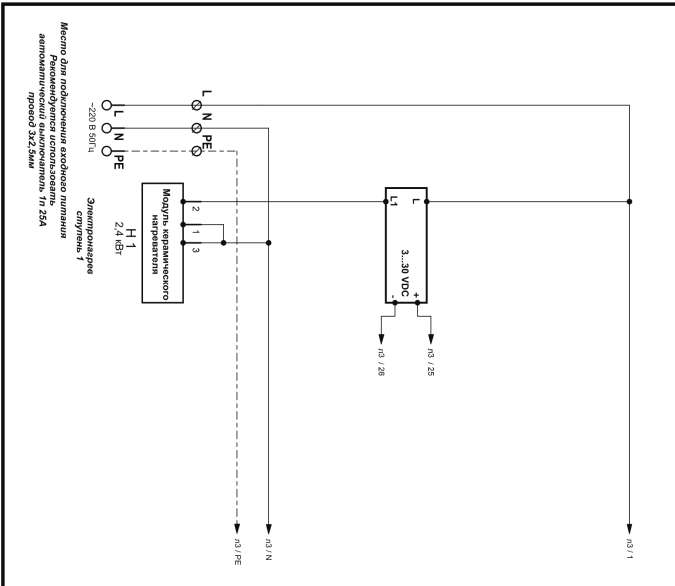 Место для подключения входного питания
Рекомендуется использовать
автоматический выключатель 1п 25А
провод 3х2,5мм
~220 В 50Гц
L
N
PE
L
N
PE
Электронагрев
ступень 1
Н 1
2,4 кВт
Модуль керамического
нагревателя
2
1
3
L1
L
3...30 VDC
-
+
л3 / 26
л3 / 25
л3 / PE
л3 / N
л3 / 1